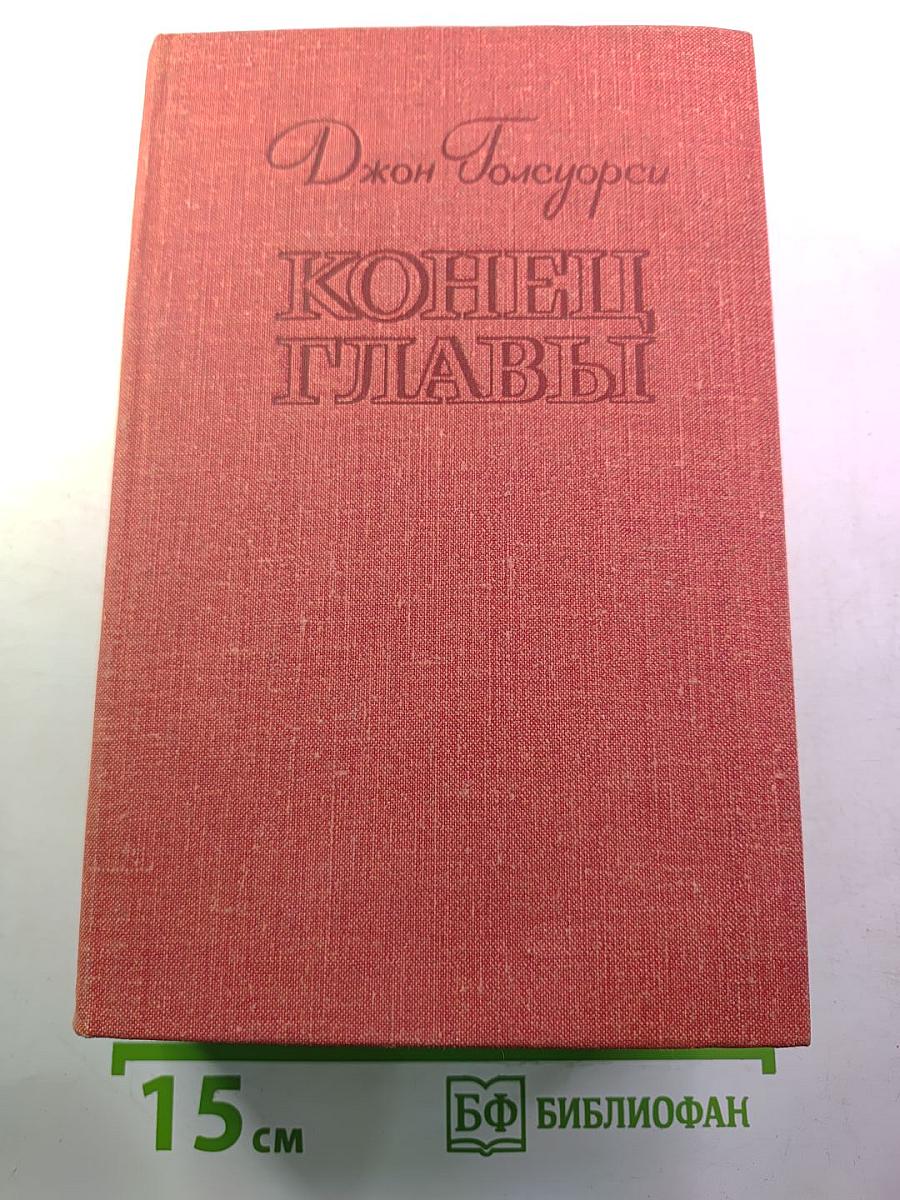 Джон Голсуорси
КОНЕЦ
ГЛАВЫ
15 см
БФ БИБЛИОФАН